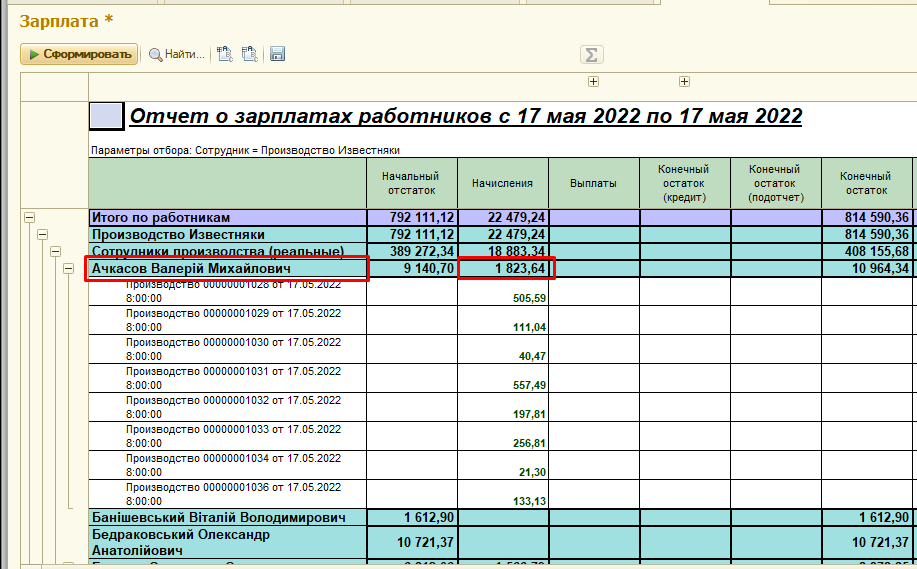 Зарплата *
Сформировать Найти...
Отчет о зарплатах работников с 17 мая 2022 по 17 мая 2022
Параметры отбора: Сотрудник = Производство Известняки
Начальный отстаток Начисления Выплаты Конечный остаток (кредит) Конечный остаток (подотчет) Конечный остаток
Итого по работникам 792 111,12 22 479,24 814 590,36
Производство Известняки 792 111,12 22 479,24 814 590,36
Сотрудники производства (реальные) 389 272,34 18 883,34 408 155,68
Ачкасов Валерій Михайлович 9 140,70 1 823,64 10 964,34
Производство 00000001028 от 17.05.2022
8:00:00 505,59
Производство 00000001029 от 17.05.2022
8:00:00 111,04
Производство 00000001030 от 17.05.2022
8:00:00 40,47
Производство 00000001031 от 17.05.2022
8:00:00 557,49
Производство 00000001032 от 17.05.2022
8:00:00 197,81
Производство 00000001033 от 17.05.2022
8:00:00 256,81
Производство 00000001034 от 17.05.2022
8:00:00 21,30
Производство 00000001036 от 17.05.2022
8:00:00 133,13
Банішевський Віталій Володимирович 1 612,90 1 612,90
Бедраковський Олександр
Анатолійович 10 721,37 10 721,37